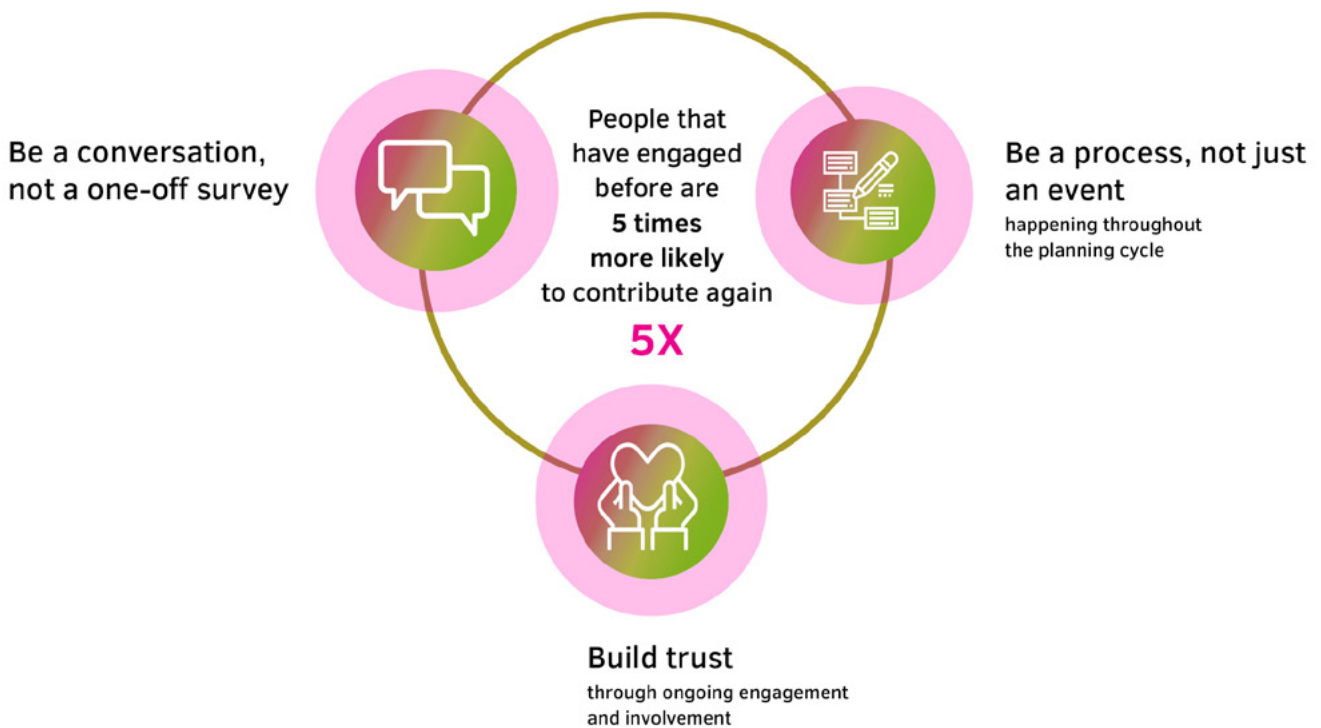 Be a conversation,
not a one-off survey
People that
have engaged
before are
5 times
more likely
to contribute again
5X
Be a process, not just
an event
happening throughout
the planning cycle
Build trust
through ongoing engagement
and involvement